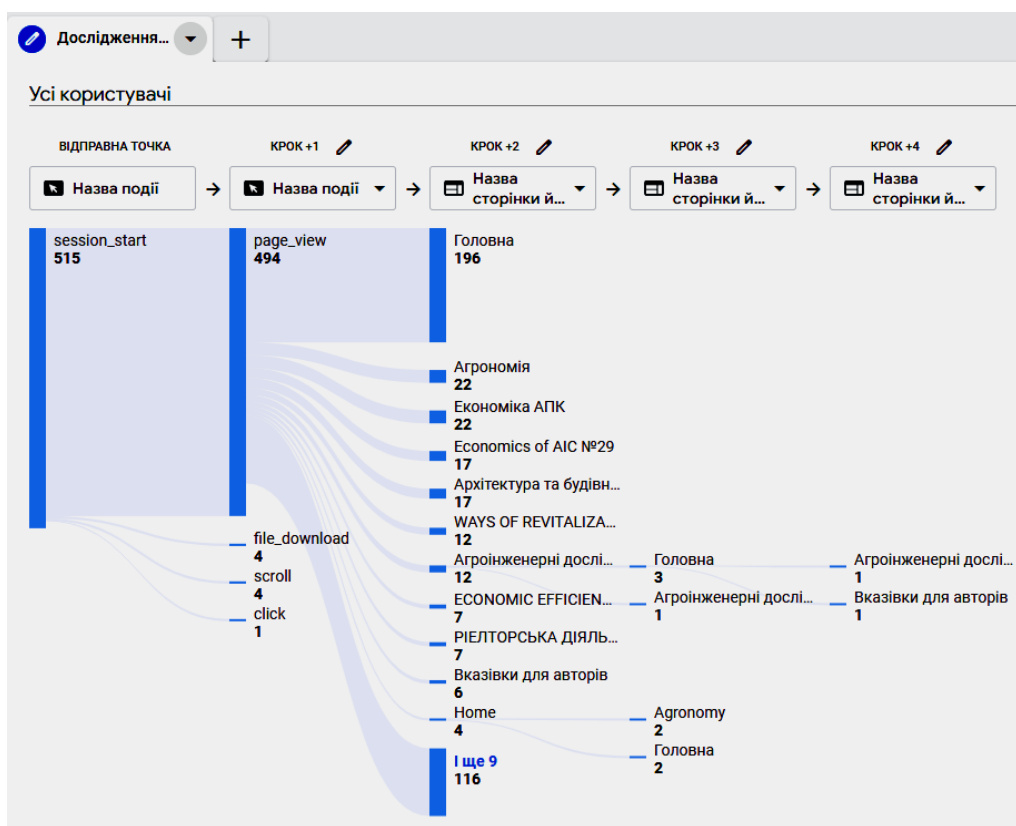 Дослідження...
Усі користувачі
ВІДПРАВНА ТОЧКА
КРОК +1
КРОК +2
КРОК +3
КРОК +4
Назва події
Назва події
Назва
сторінки й...
Назва
сторінки й...
Назва
сторінки й...
session_start
515
page_view
494
file_download
4
scroll
4
click
1
Головна
196
Агрономія
22
Економіка АПК
22
Economics of AIC №29
17
Архітектура та будівн...
17
WAYS OF REVITALIZA...
12
Агроінженерні дослі...
12
ECONOMIC EFFICIEN...
7
РІЕЛТОРСЬКА ДІЯЛЬ...
7
Вказівки для авторів
6
Home
4
І ще 9
116
Головна
3
Агроінженерні дослі...
1
Agronomy
2
Головна
2
Агроінженерні дослі...
1
Вказівки для авторів
1